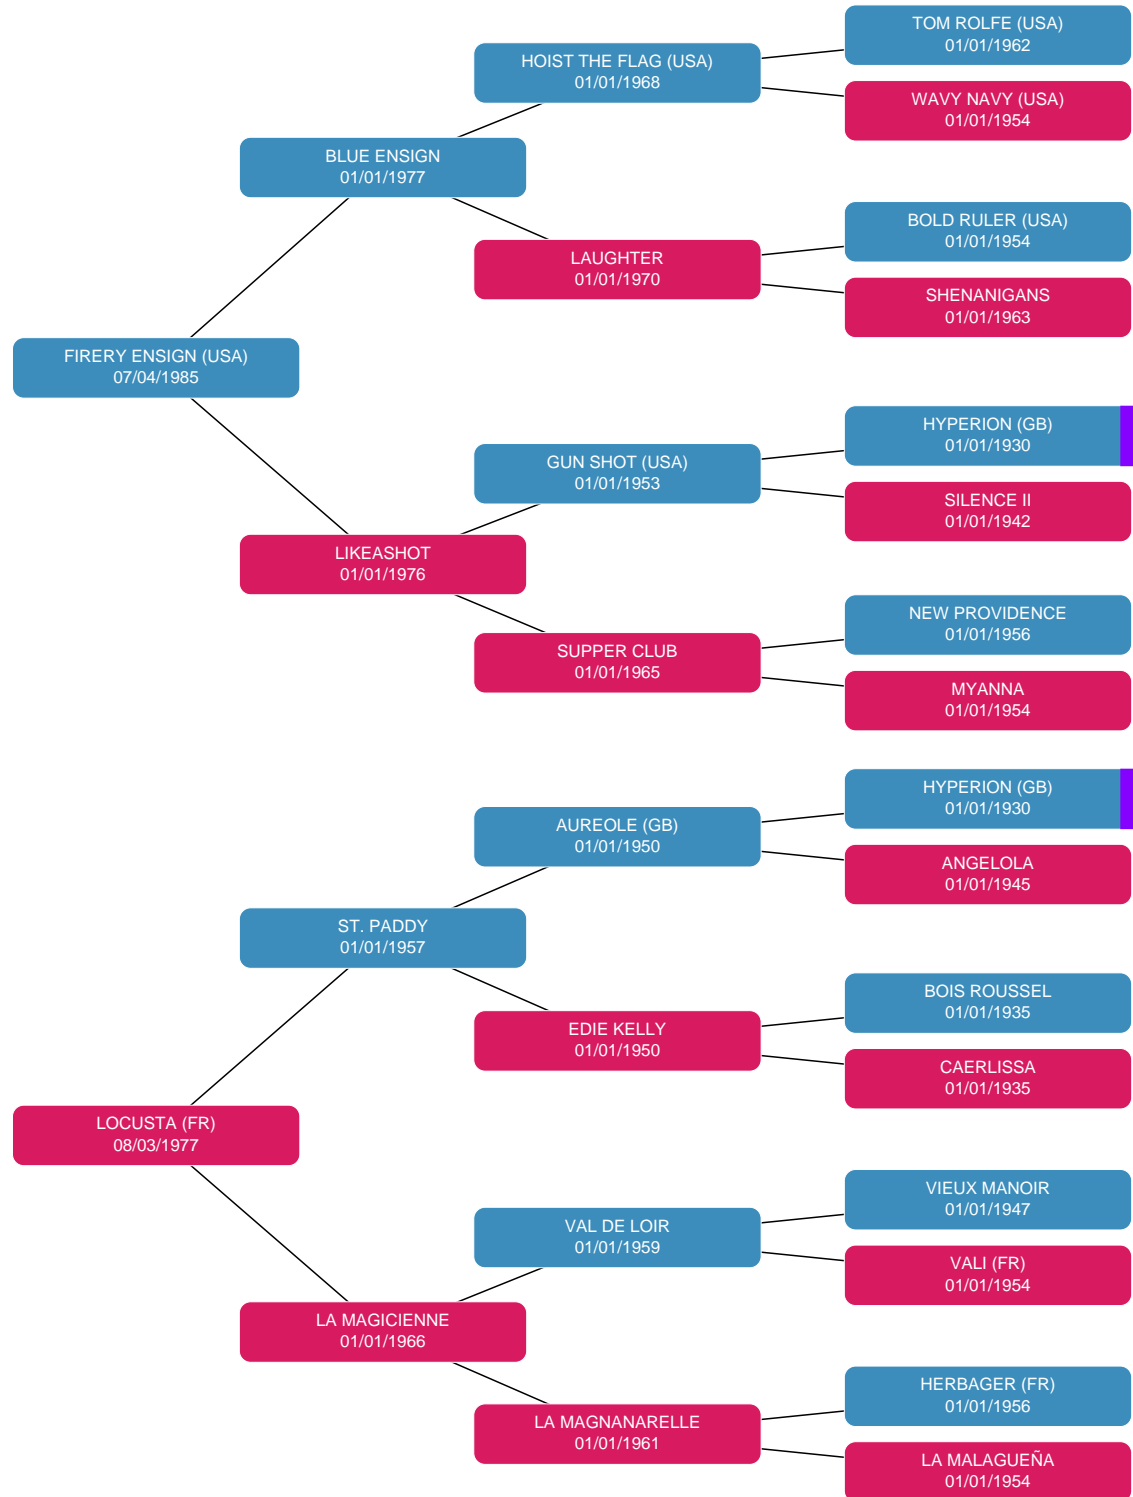 TOM ROLFE (USA)
01/01/1962
HOIST THE FLAG (USA)
01/01/1968
WAVY NAVY (USA)
01/01/1954
BLUE ENSIGN
01/01/1977
BOLD RULER (USA)
01/01/1954
LAUGHTER
01/01/1970
SHENANIGANS
01/01/1963
FIRERY ENSIGN (USA)
07/04/1985
HYPERION (GB)
01/01/1930
GUN SHOT (USA)
01/01/1953
SILENCE II
01/01/1942
LIKEASHOT
01/01/1976
NEW PROVIDENCE
01/01/1956
SUPPER CLUB
01/01/1965
MYANNA
01/01/1954
HYPERION (GB)
01/01/1930
AUREOLE (GB)
01/01/1950
ANGELOLA
01/01/1945
ST. PADDY
01/01/1957
BOIS ROUSSEL
01/01/1935
EDIE KELLY
01/01/1950
CAERLISSA
01/01/1935
LOCUSTA (FR)
08/03/1977
VIEUX MANOIR
01/01/1947
VAL DE LOIR
01/01/1959
VALI (FR)
01/01/1954
LA MAGICIENNE
01/01/1966
HERBAGER (FR)
01/01/1956
LA MAGNANARELLE
01/01/1961
LA MALAGUEÑA
01/01/1954